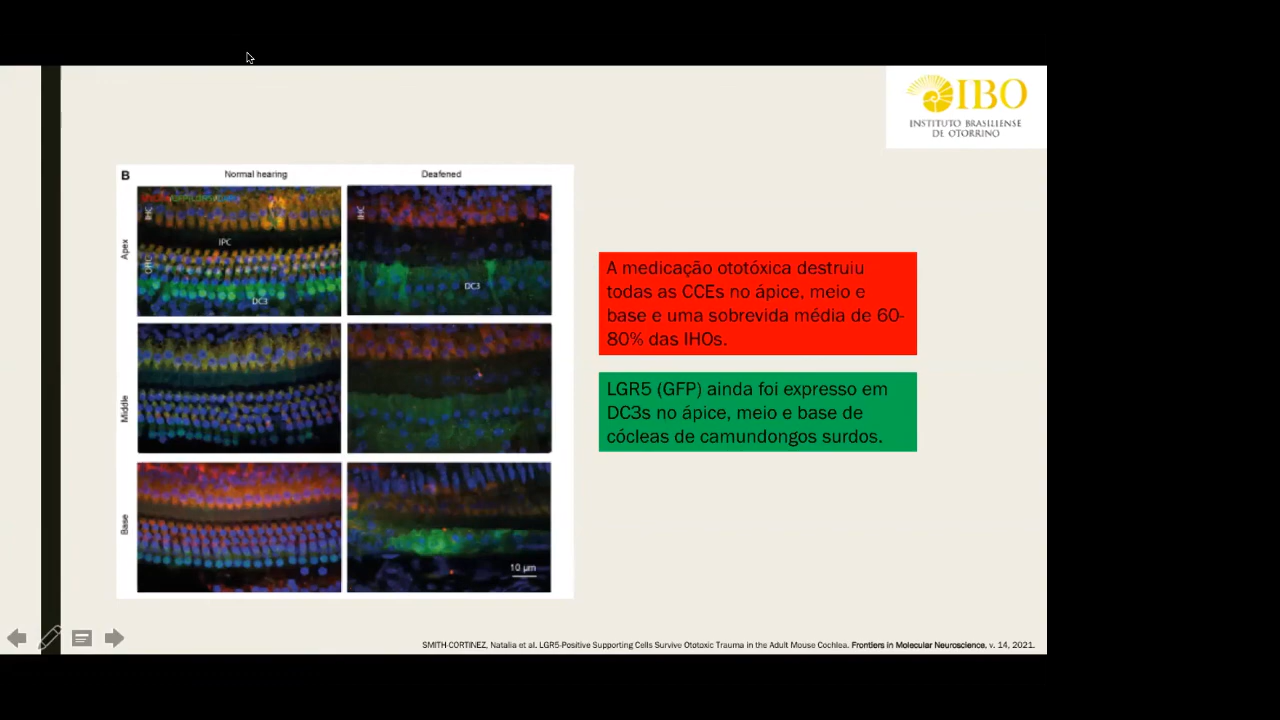 IBO
INSTITUTO BRASILIENSE
DE OTORRINO
B
Normal hearing
Deafened
Apex
IHC
IPC
OHC
DC3
IHC
DC3
Middle
Base
10 µm
A medicação ototóxica destruiu
todas as CCEs no ápice, meio e
base e uma sobrevida média de 60-
80% das IHOs.
LGR5 (GFP) ainda foi expresso em
DC3s no ápice, meio e base de
cócleas de camundongos surdos.
SMITH-CORTINEZ, Natalia et al. LGR5-Positive Supporting Cells Survive Ototoxic Trauma in the Adult Mouse Cochlea. Frontiers in Molecular Neuroscience, v. 14, 2021.